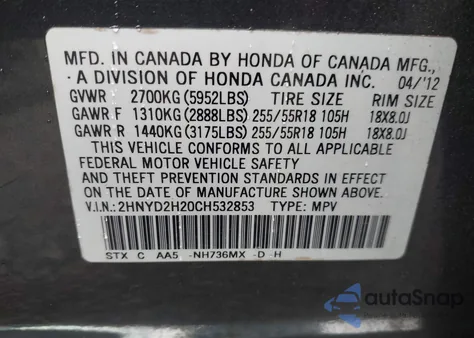 MFD. IN CANADA BY HONDA OF CANADA MFG.,
A DIVISION OF HONDA CANADA INC. 04/'12
GVWR 2700KG (5952LBS) TIRE SIZE RIM SIZE
GAWR F 1310KG (2888LBS) 255/55R18 105H 18X8.0J
GAWR R 1440KG (3175LBS) 255/55R18 105H 18X8.0J
THIS VEHICLE CONFORMS TO ALL APPLICABLE
FEDERAL MOTOR VEHICLE SAFETY
AND THEFT PREVENTION STANDARDS IN EFFECT
ON THE DATE OF MANUFACTURE SHOWN ABOVE.
V.I.N.: 2HNYD2H20CH532853 TYPE: MPV
STX C AA5 -NH736MX -D -H
autoSnap